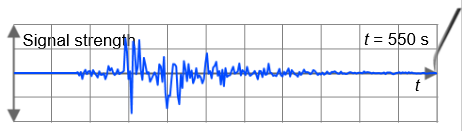 Signal strength
t = 550 s
t